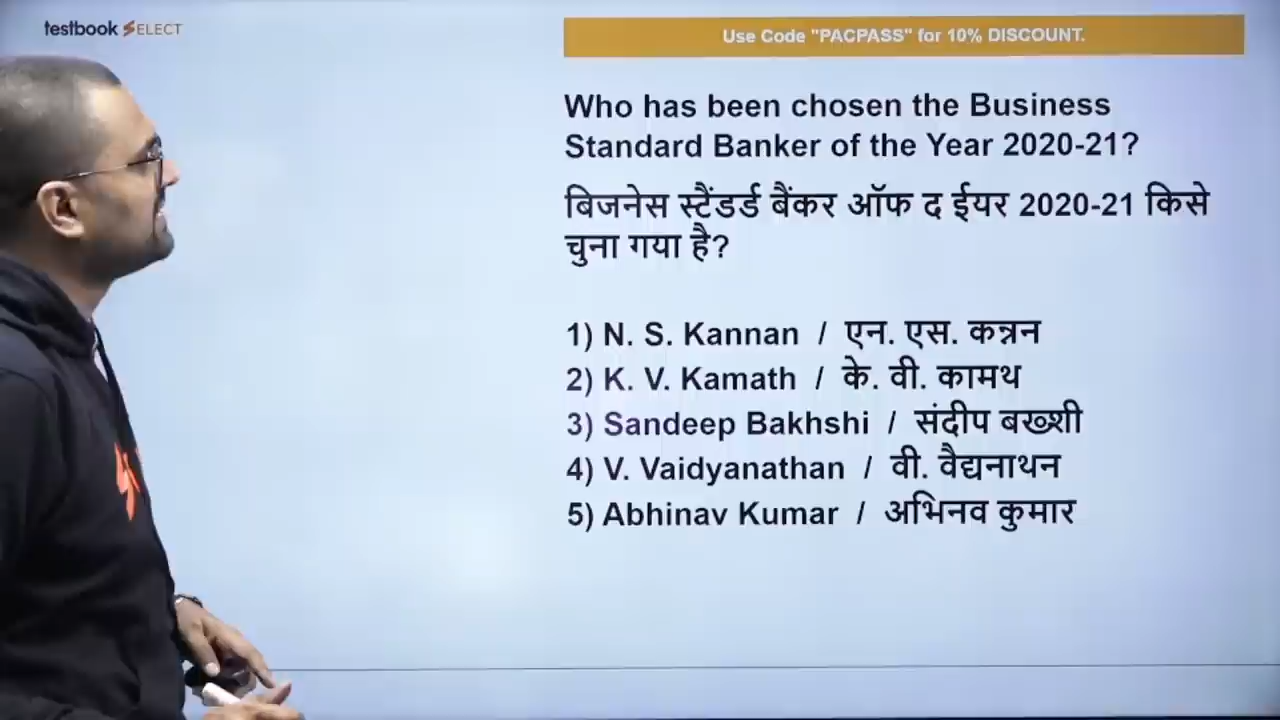 testbook SELECT
Use Code "PACPASS" for 10% DISCOUNT.
Who has been chosen the Business
Standard Banker of the Year 2020-21?
बिजनेस स्टैंडर्ड बैंकर ऑफ द ईयर 2020-21 किसे
चुना गया है?
1) N. S. Kannan / एन. एस. कन्नन
2) K. V. Kamath / के. वी. कामथ
3) Sandeep Bakhshi / संदीप बख्शी
4) V. Vaidyanathan / वी. वैद्यनाथन
5) Abhinav Kumar / अभिनव कुमार